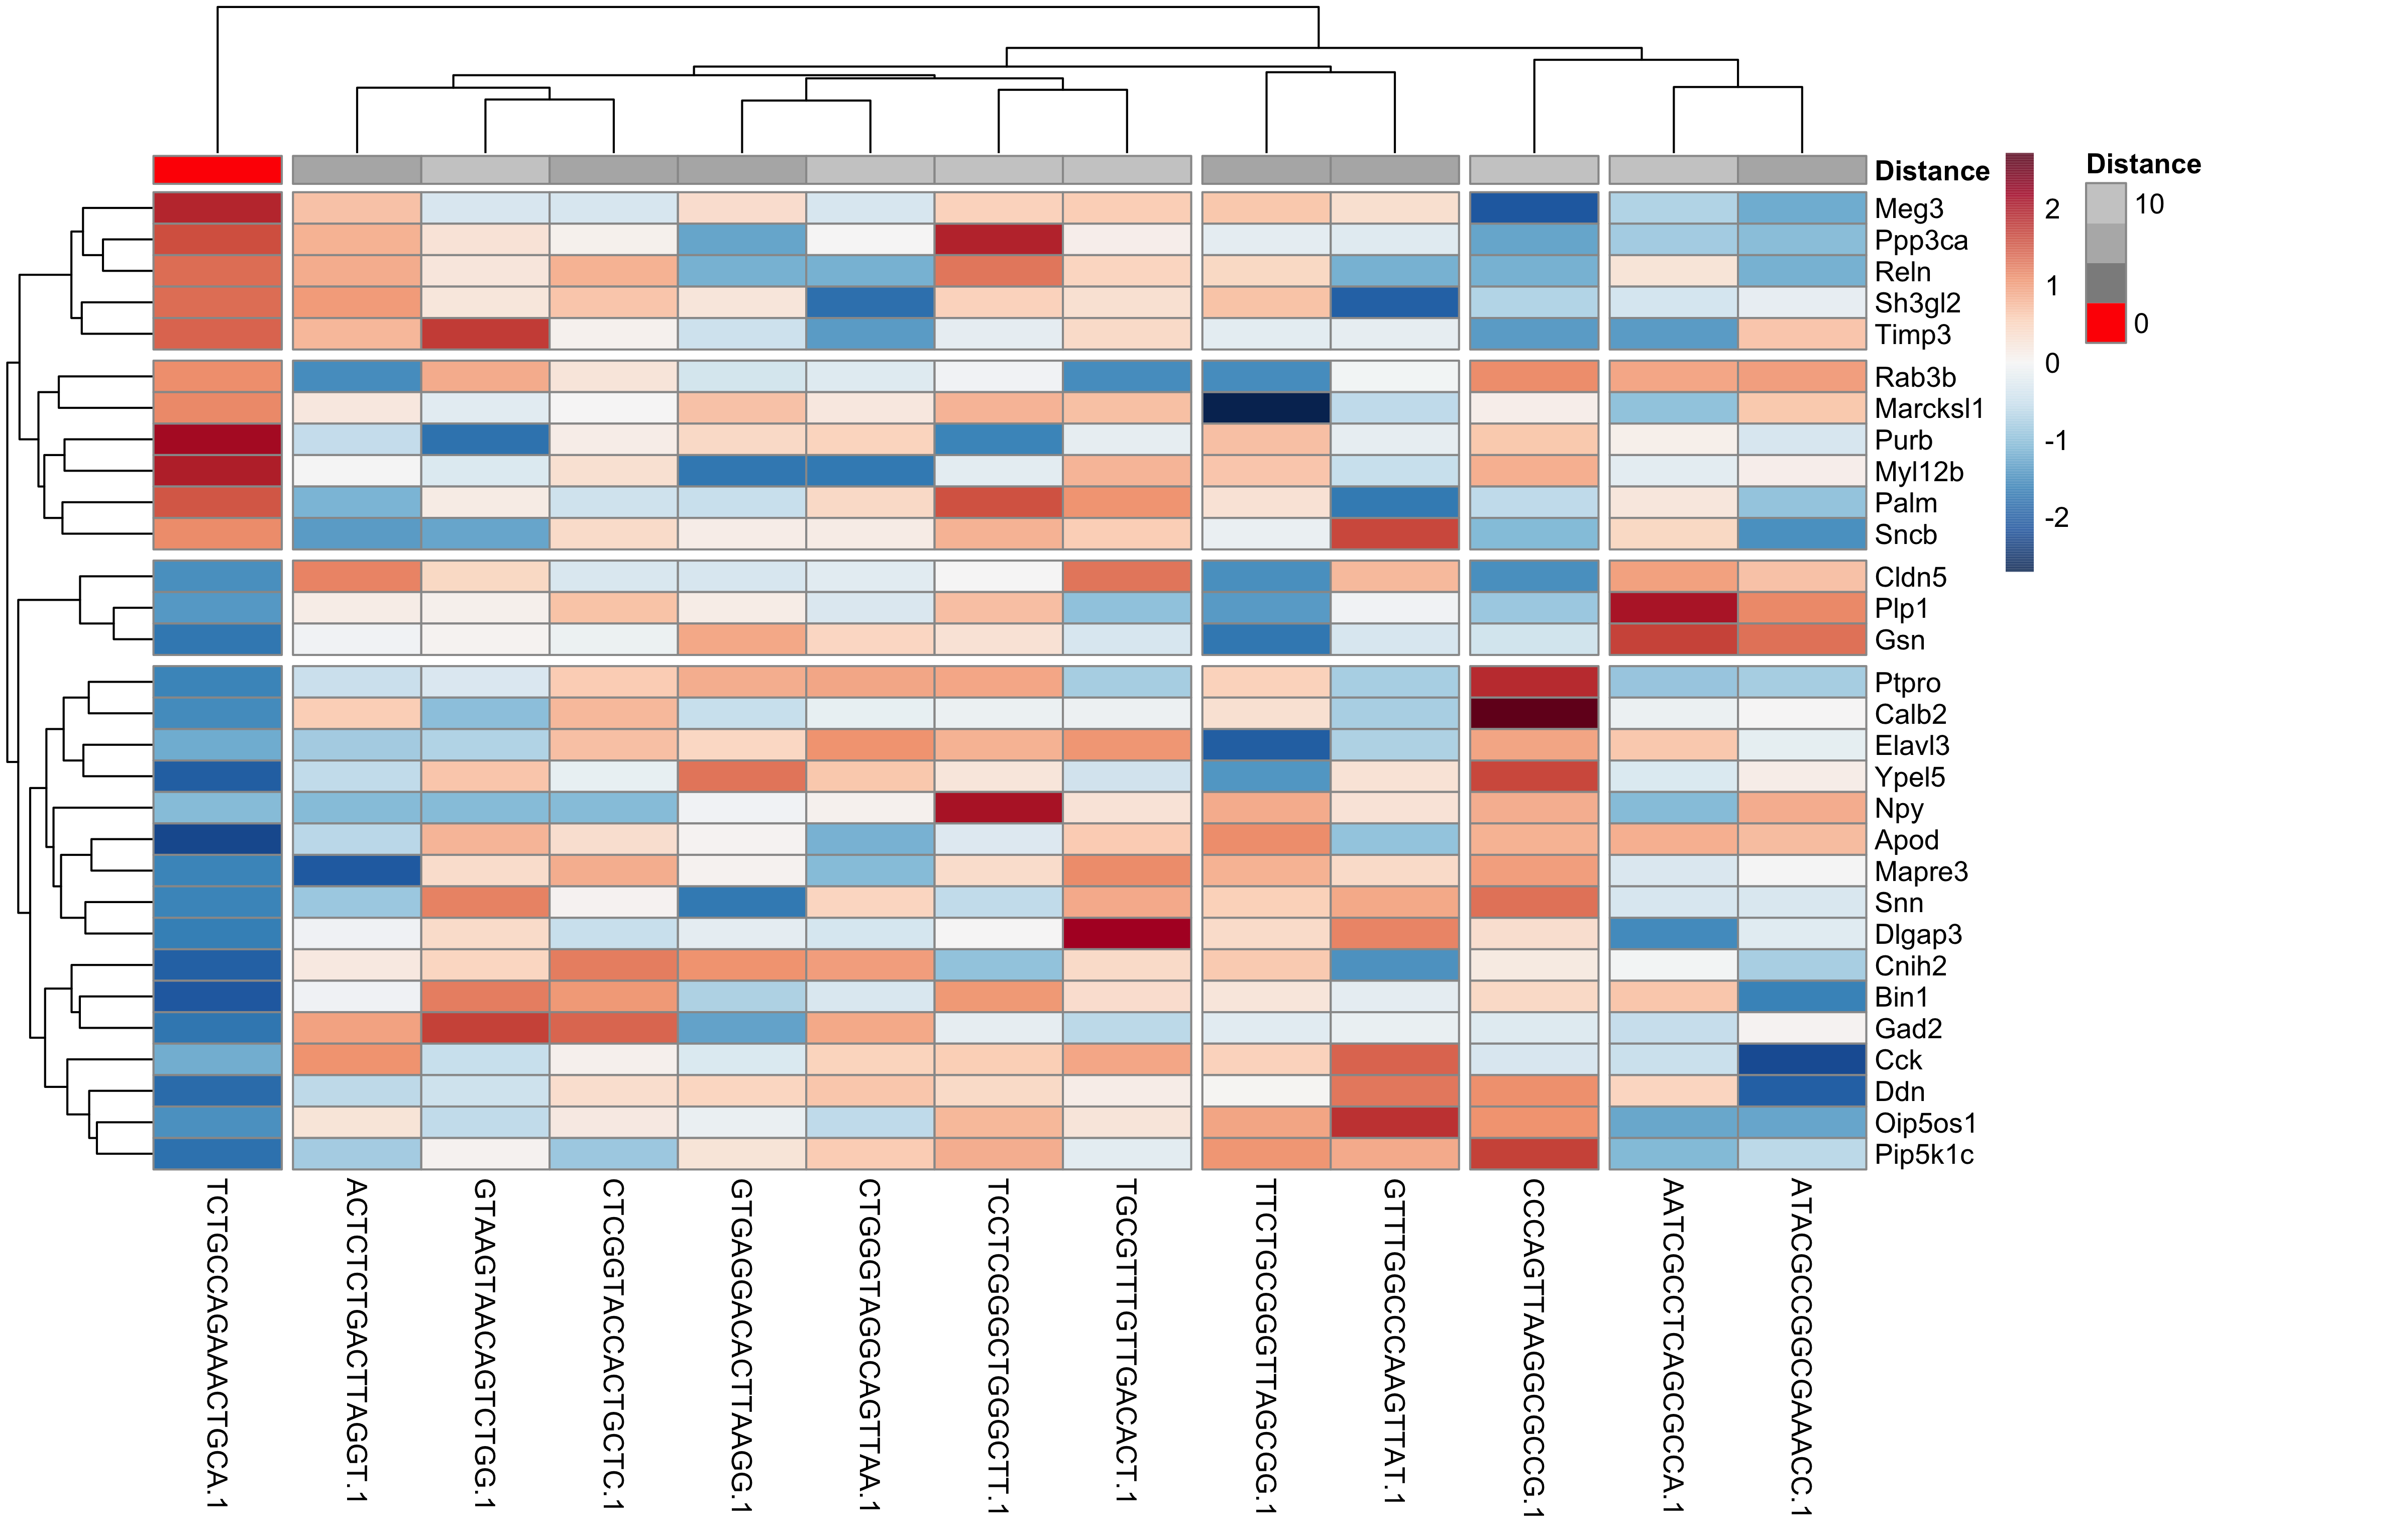 Distance
Distance
2
1
0
-1
-2
10
0
Meg3
Ppp3ca
Reln
Sh3gl2
Timp3
Rab3b
Marcksl1
Purb
Myl12b
Palm
Sncb
Cldn5
Plp1
Gsn
Ptpro
Calb2
Elavl3
Ypel5
Npy
Apod
Mapre3
Snn
Dlgap3
Cnih2
Bin1
Gad2
Cck
Ddn
Oip5os1
Pip5k1c
TCTGCCAGAAACTGCA.1
ACTCTCTGACTTAGGT.1
GTAAGTAACAGTCTGG.1
CTCGGTACCACTGCTC.1
GTGAGGACACTTAAGG.1
CTGGGTAGGCAGTTAA.1
TCCTCGGGCTGGGCTT.1
TGCGTTTGTTGACACT.1
TTCTGCGGGTTAGCGG.1
GTTTGGCCCAAGTTAT.1
CCCAGTTAAGGCGCCG.1
AATCGCCTCAGCGCCA.1
ATACGCCGGCGAAACC.1